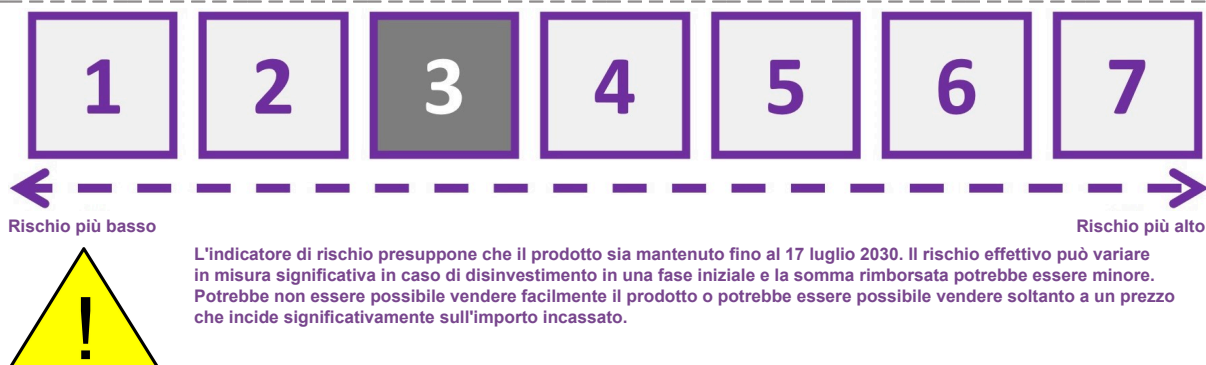 1 2 3 4 5 6 7
Rischio più basso Rischio più alto
L'indicatore di rischio presuppone che il prodotto sia mantenuto fino al 17 luglio 2030. Il rischio effettivo può variare
in misura significativa in caso di disinvestimento in una fase iniziale e la somma rimborsata potrebbe essere minore.
Potrebbe non essere possibile vendere facilmente il prodotto o potrebbe essere possibile vendere soltanto a un prezzo
che incide significativamente sull'importo incassato.
!